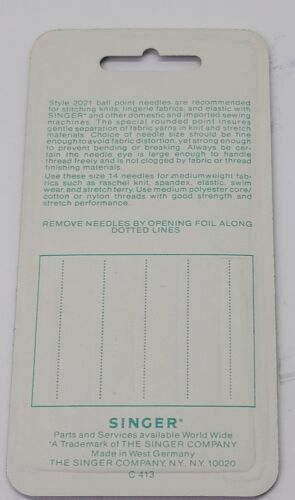 Style 2021 ball point needles are recommended
for stitching knits, lingerie fabrics, and elastic with
SINGER* and other domestic and imported sewing
machines. The special rounded point insures
gentle separation of fabric yarns in knit and stretch
materials. Choice of needle size should be fine
enough to avoid fabric distortion, yet strong enough
to prevent bending or breaking. Always be cer-
tain the needle eye is large enough to handle
thread freely and is not clogged by fabric or thread
finishing materials.
Use these size 14 needles for mediumweight fab-
rics such as raschel knit, spandex, elastic, swim
wear, and stretch terry. Use medium polyester core/
cotton or nylon threads with good strength and
stretch performance.
REMOVE NEEDLES BY OPENING FOIL ALONG
DOTTED LINES
SINGER*
Parts and Services available World Wide
*A Trademark of THE SINGER COMPANY
Made in West Germany
THE SINGER COMPANY, N.Y., N.Y. 10020
C 413